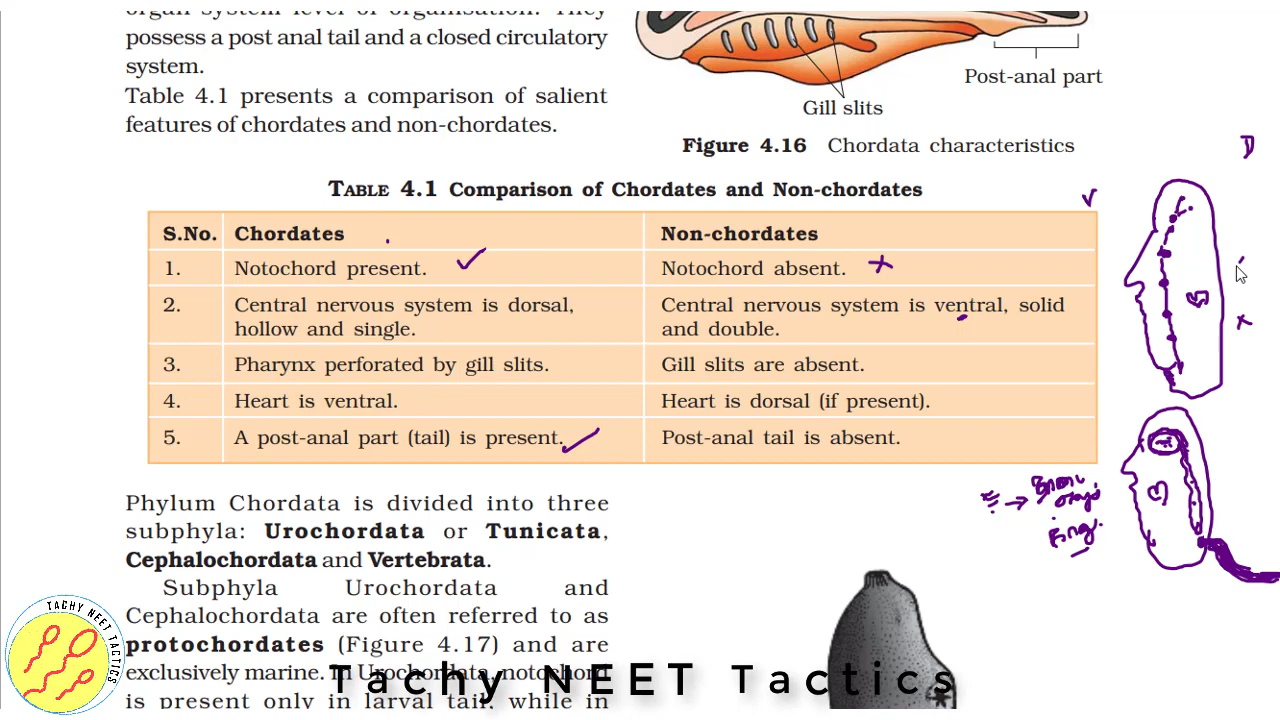 organ system level of organisation. They
possess a post anal tail and a closed circulatory
system.
Table 4.1 presents a comparison of salient
features of chordates and non-chordates.
Post-anal part
Gill slits
Figure 4.16 Chordata characteristics
D
TABLE 4.1 Comparison of Chordates and Non-chordates
S.No. Chordates Non-chordates
1. Notochord present. Notochord absent.
2. Central nervous system is dorsal, Central nervous system is ventral, solid
hollow and single. and double.
3. Pharynx perforated by gill slits. Gill slits are absent.
4. Heart is ventral. Heart is dorsal (if present).
5. A post-anal part (tail) is present. Post-anal tail is absent.
Phylum Chordata is divided into three
subphyla: Urochordata or Tunicata,
Cephalochordata and Vertebrata.
Subphyla Urochordata and
Cephalochordata are often referred to as
protochordates (Figure 4.17) and are
exclusively marine. In Urochordata, notochord
is present only in larval tail, while in
TACHY NEET TACTICS
Tachy NEET Tactics